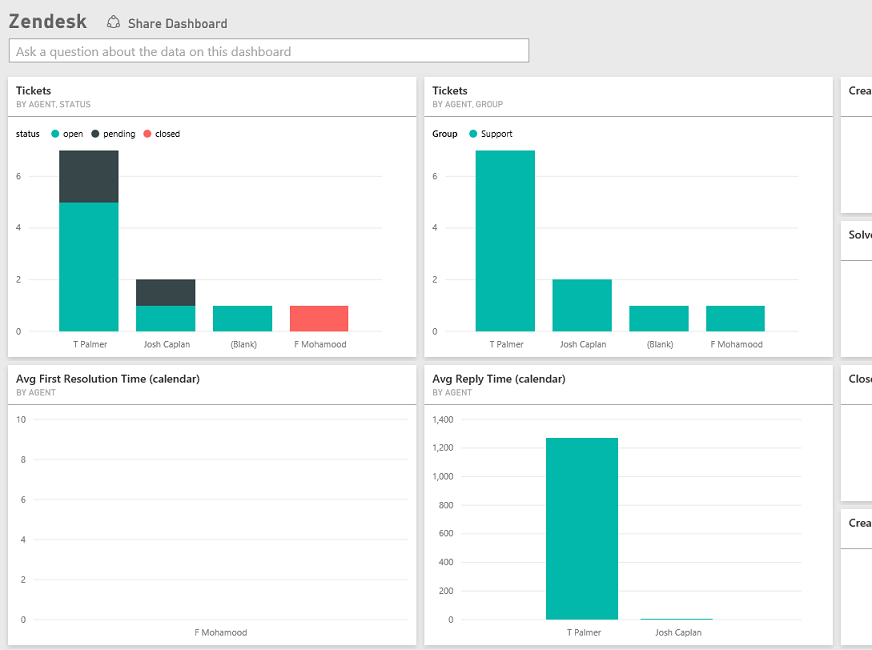 Zendesk Share Dashboard
Ask a question about the data on this dashboard
Tickets
BY AGENT, STATUS
status open pending closed
6
4
2
0
T Palmer Josh Caplan (Blank) F Mohamood
Tickets
BY AGENT, GROUP
Group Support
6
4
2
0
T Palmer Josh Caplan (Blank) F Mohamood
Crea
Solve
Avg First Resolution Time (calendar)
BY AGENT
10
8
6
4
2
0
F Mohamood
Avg Reply Time (calendar)
BY AGENT
1,400
1,200
1,000
800
600
400
200
0
T Palmer Josh Caplan
Close
Crea